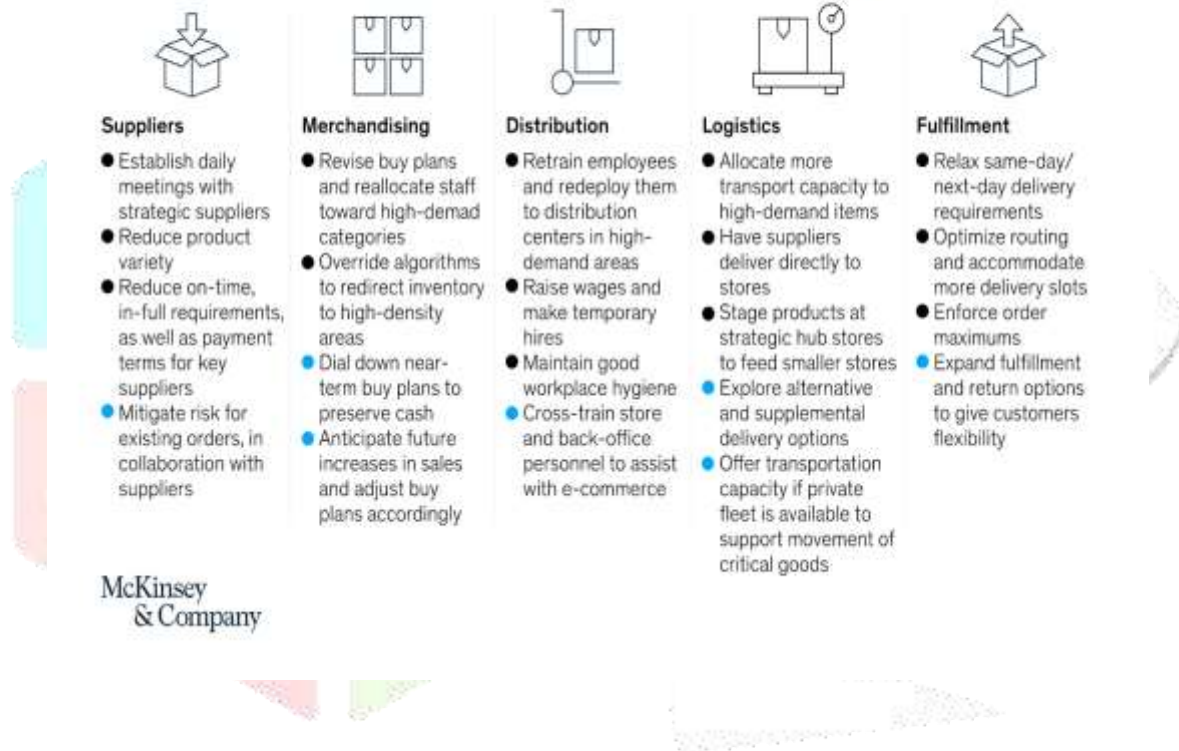 Suppliers
● Establish daily
meetings with
strategic suppliers
● Reduce product
variety
● Reduce on-time,
in-full requirements,
as well as payment
terms for key
suppliers
● Mitigate risk for
existing orders, in
collaboration with
suppliers
Merchandising
● Revise buy plans
and reallocate staff
toward high-demad
categories
● Override algorithms
to redirect inventory
to high-density
areas
● Dial down near-
term buy plans to
preserve cash
● Anticipate future
increases in sales
and adjust buy
plans accordingly
Distribution
● Retrain employees
and redeploy them
to distribution
centers in high-
demand areas
● Raise wages and
make temporary
hires
● Maintain good
workplace hygiene
● Cross-train store
and back-office
personnel to assist
with e-commerce
Logistics
● Allocate more
transport capacity to
high-demand items
● Have suppliers
deliver directly to
stores
● Stage products at
strategic hub stores
to feed smaller stores
● Explore alternative
and supplemental
delivery options
● Offer transportation
capacity if private
fleet is available to
support movement of
critical goods
Fulfillment
● Relax same-day/
next-day delivery
requirements
● Optimize routing
and accommodate
more delivery slots
● Enforce order
maximums
● Expand fulfillment
and return options
to give customers
flexibility
McKinsey
& Company